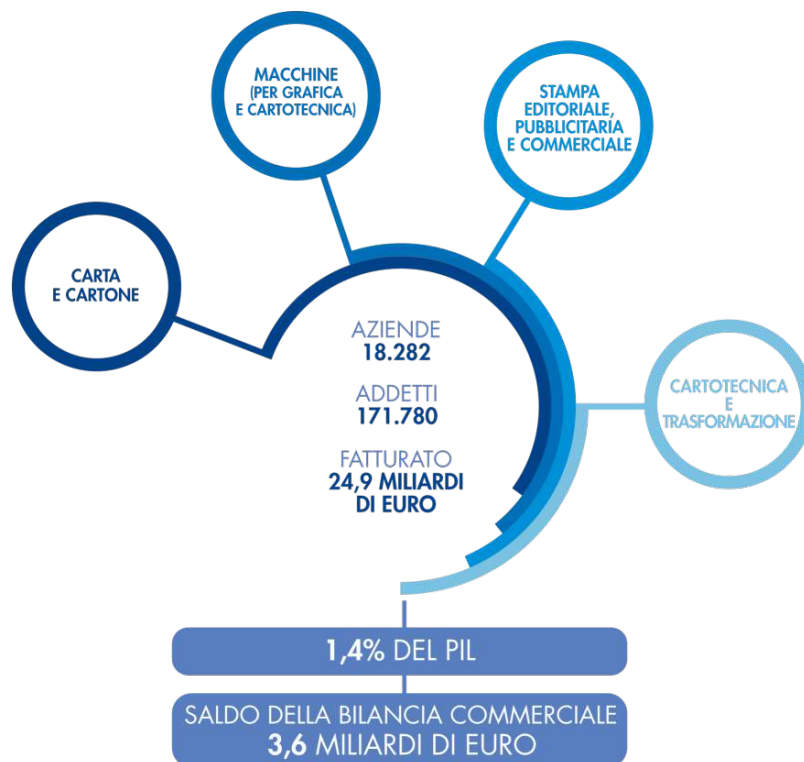 MACCHINE
(PER GRAFICA
E CARTOTECNICA)
STAMPA
EDITORIALE,
PUBBLICITARIA
E COMMERCIALE
CARTA
E CARTONE
CARTOTECNICA
E
TRASFORMAZIONE
AZIENDE
18.282
ADDETTI
171.780
FATTURATO
24,9 MILIARDI
DI EURO
1,4% DEL PIL
SALDO DELLA BILANCIA COMMERCIALE
3,6 MILIARDI DI EURO